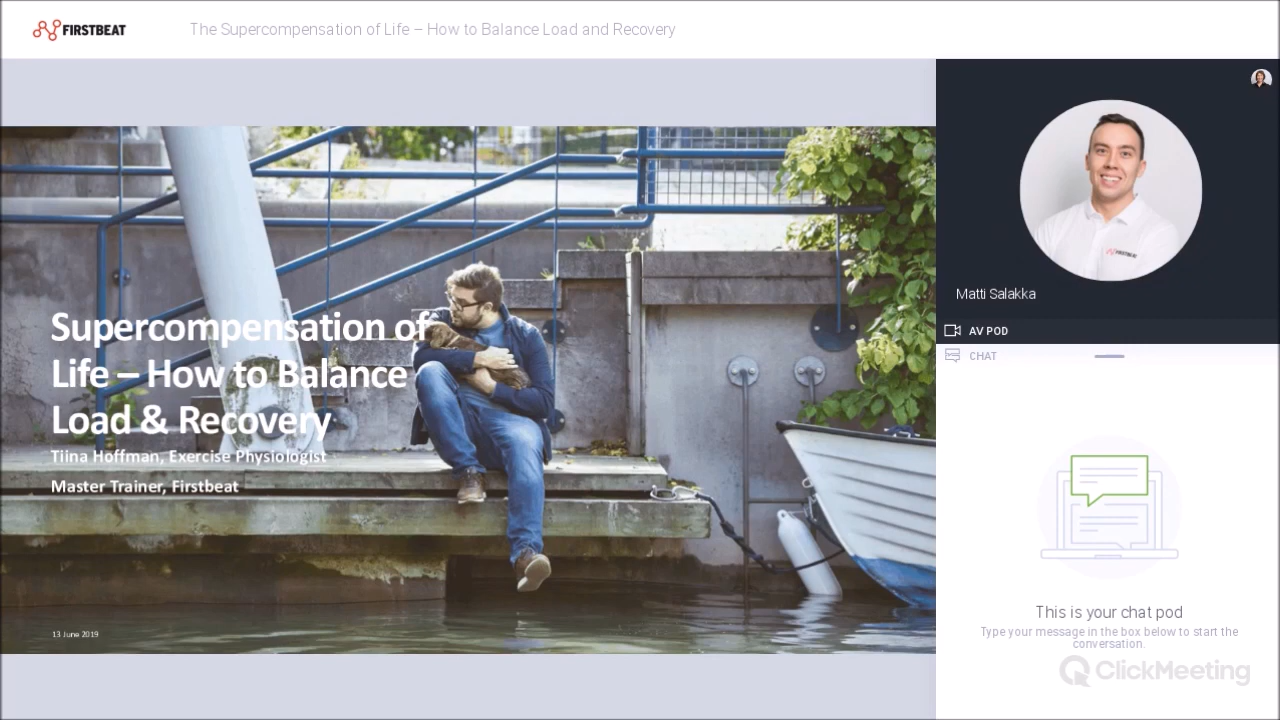 FIRSTBEAT
The Supercompensation of Life – How to Balance Load and Recovery
Supercompensation of
Life – How to Balance
Load & Recovery
Tiina Hoffman, Exercise Physiologist
Master Trainer, Firstbeat
13 June 2019
FIRSTBEAT
Matti Salakka
AV POD
CHAT
This is your chat pod
Type your message in the box below to start the
conversation.
ClickMeeting